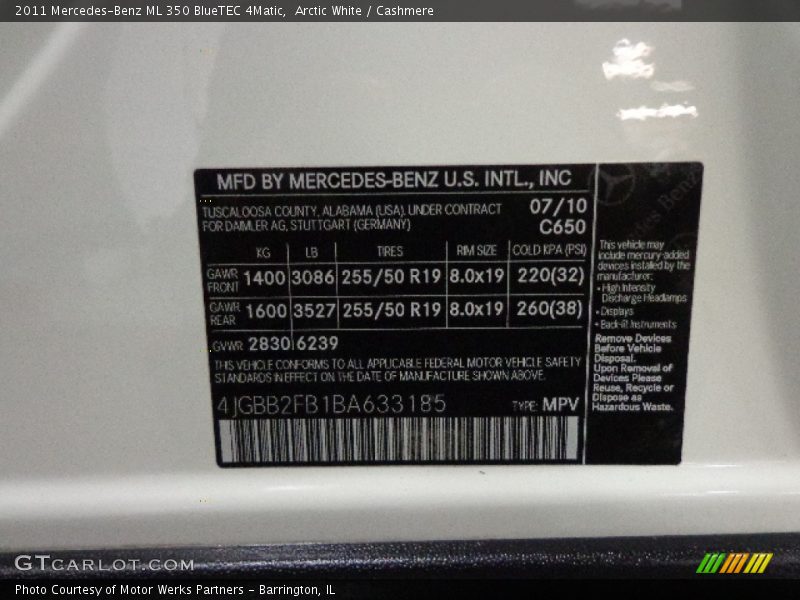 2011 Mercedes-Benz ML 350 BlueTEC 4Matic,  Arctic White / Cashmere
MFD BY MERCEDES-BENZ U.S. INTL., INC
TUSCALOOSA COUNTY, ALABAMA (USA), UNDER CONTRACT 07/10
FOR DAIMLER AG, STUTTGART (GERMANY) C650
KG LB TIRES RIM SIZE COLD KPA (PSI)
GAWR FRONT 1400 3086 255/50 R19 8.0x19 220(32)
GAWR REAR 1600 3527 255/50 R19 8.0x19 260(38)
GVWR 2830 6239
THIS VEHICLE CONFORMS TO ALL APPLICABLE FEDERAL MOTOR VEHICLE SAFETY
STANDARDS IN EFFECT ON THE DATE OF MANUFACTURE SHOWN ABOVE.
4JGBB2FB1BA633185 TYPE: MPV
This vehicle may
include mercury-added
devices installed by the
manufacturer:
• High Intensity
Discharge Headlamps
• Displays
• Back-lit Instruments
Remove Devices
Before Vehicle
Disposal.
Upon Removal of
Devices Please
Reuse, Recycle or
Dispose as
Hazardous Waste.
Mercedes Benz
GTCARLOT.COM
Photo Courtesy of Motor Werks Partners - Barrington, IL